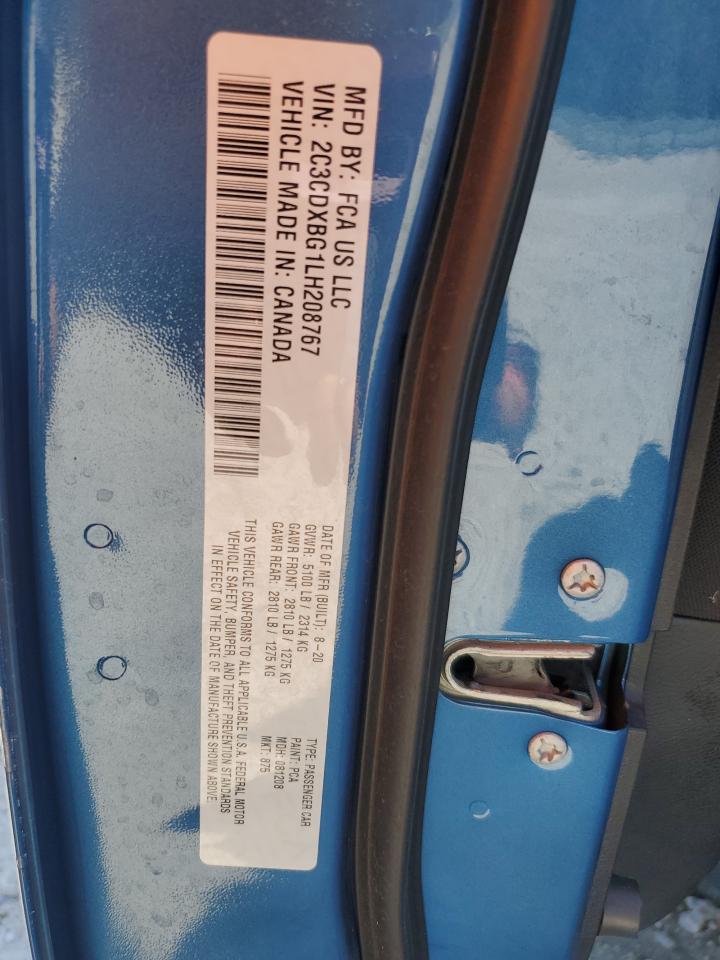 MFD BY: FCA US LLC
VIN: 2C3CDXBG1LH208767
VEHICLE MADE IN: CANADA
DATE OF MFR (BUILT): 8-20
GVWR: 5100 LB / 2314 KG
GAWR FRONT: 2810 LB / 1275 KG
GAWR REAR: 2810 LB / 1275 KG
TYPE: PASSENGER CAR
PAINT: PCA
MDH: 081208
MKT: 875
THIS VEHICLE CONFORMS TO ALL APPLICABLE U.S.A. FEDERAL MOTOR
VEHICLE SAFETY, BUMPER, AND THEFT PREVENTION STANDARDS
IN EFFECT ON THE DATE OF MANUFACTURE SHOWN ABOVE.